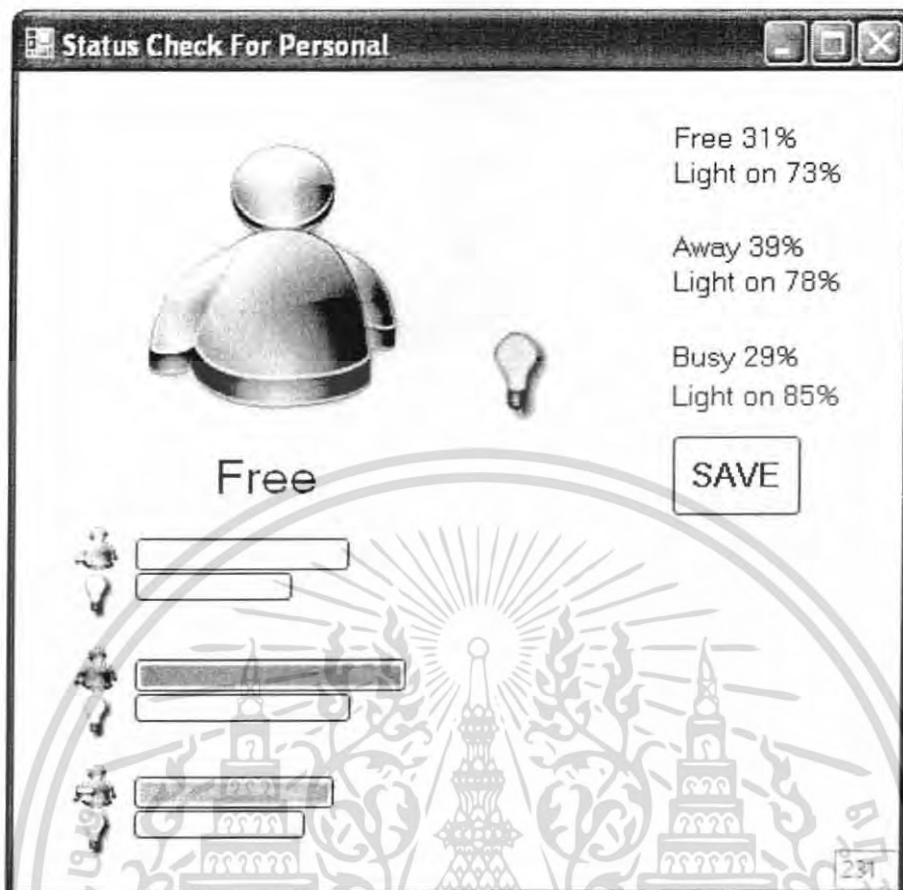 Status Check For Personal
Free 31%
Light on 73%
Away 39%
Light on 78%
Busy 29%
Light on 85%
SAVE
Free
231